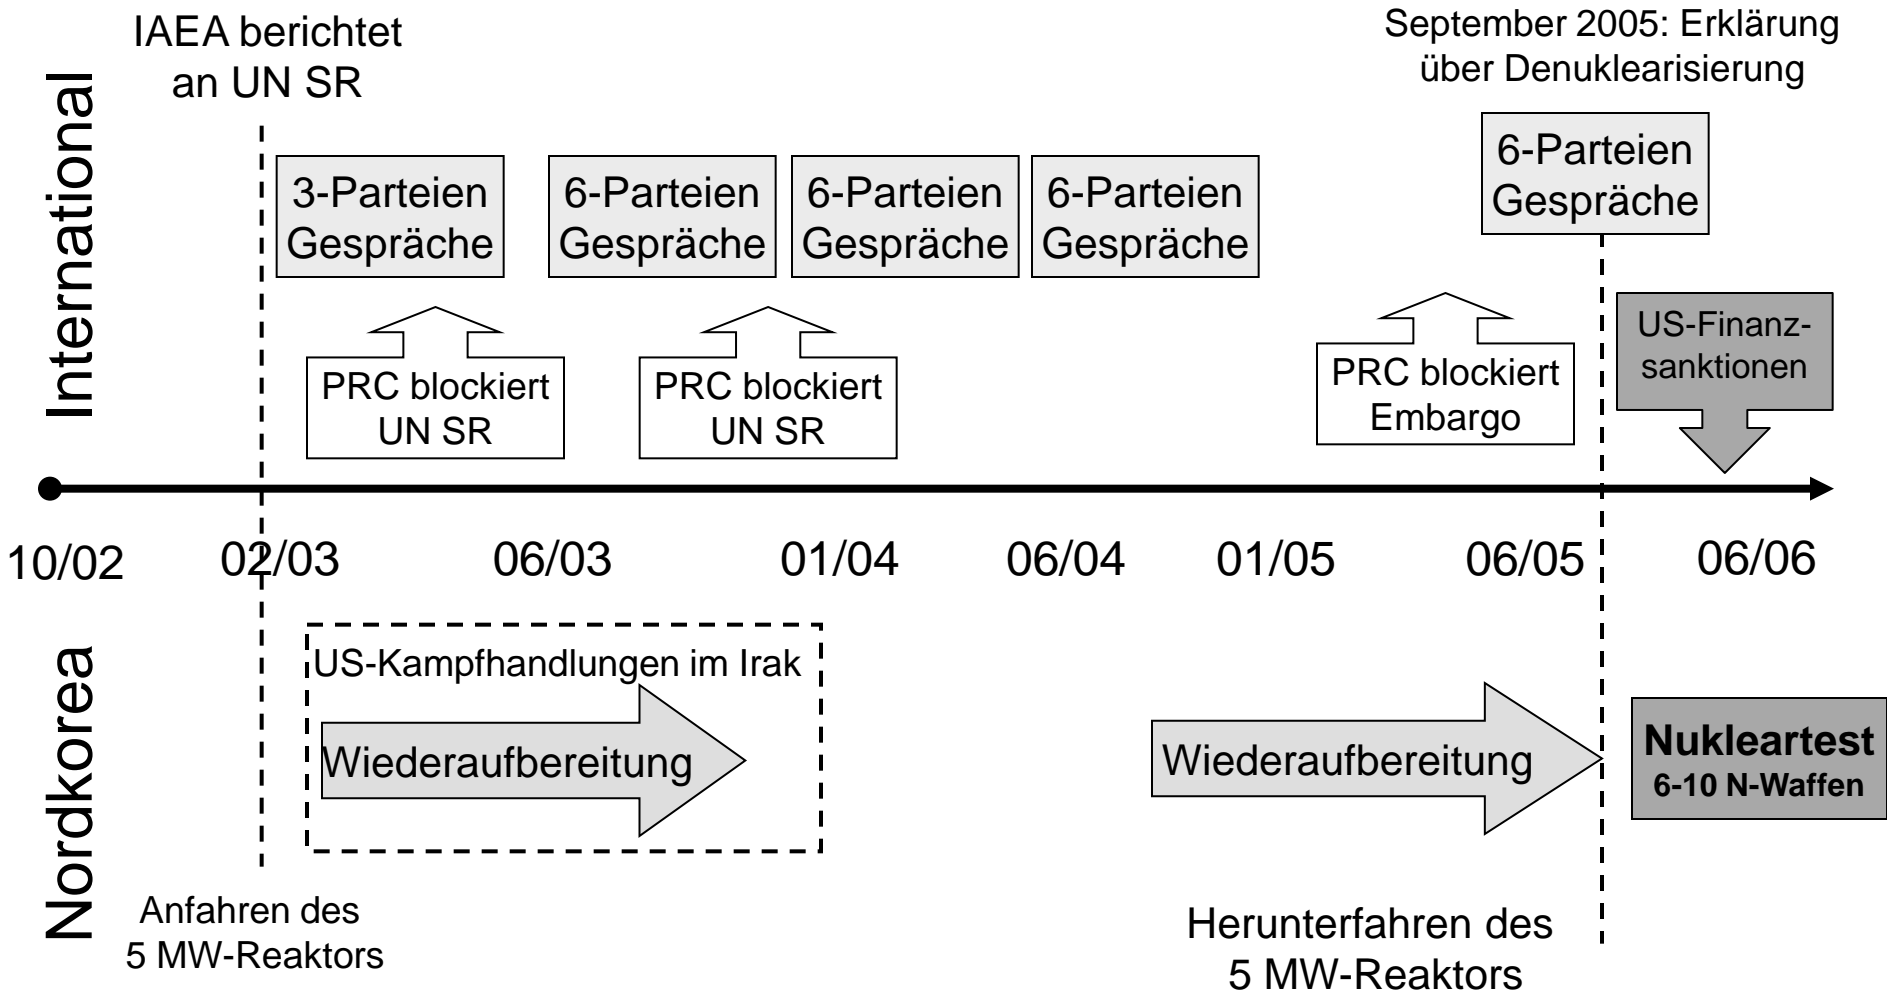 IAEA berichtet
an UN SR
September 2005: Erklärung
über Denuklearisierung
International
3-Parteien
Gespräche
6-Parteien
Gespräche
6-Parteien
Gespräche
6-Parteien
Gespräche
6-Parteien
Gespräche
PRC blockiert
UN SR
PRC blockiert
UN SR
PRC blockiert
Embargo
US-Finanz-
sanktionen
10/02
02/03
06/03
01/04
06/04
01/05
06/05
06/06
Nordkorea
US-Kampfhandlungen im Irak
Wiederaufbereitung
Wiederaufbereitung
Nukleartest
6-10 N-Waffen
Anfahren des
5 MW-Reaktors
Herunterfahren des
5 MW-Reaktors